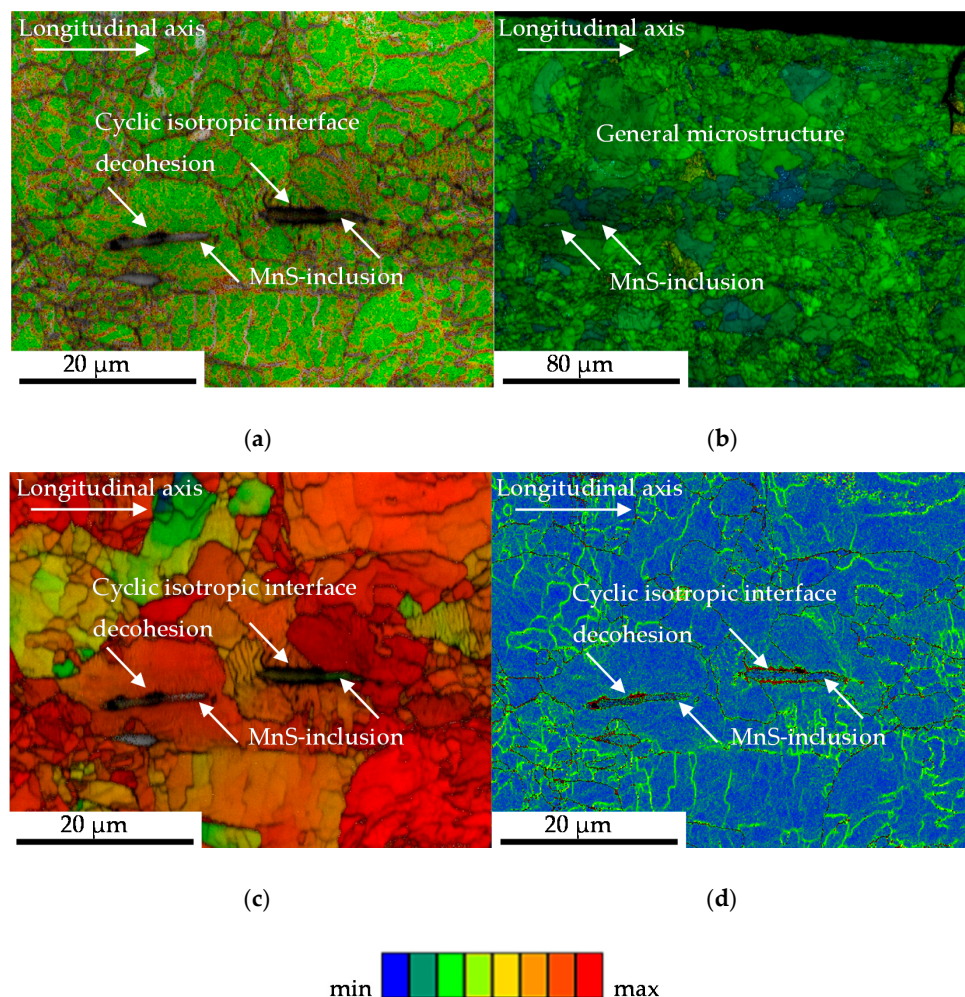 Longitudinal axis
Cyclic isotropic interface
decohesion
MnS-inclusion
20 µm
(a)
Longitudinal axis
General microstructure
MnS-inclusion
80 µm
(b)
Longitudinal axis
Cyclic isotropic interface
decohesion
MnS-inclusion
20 µm
(c)
Longitudinal axis
Cyclic isotropic interface
decohesion
MnS-inclusion
20 µm
(d)
min
max